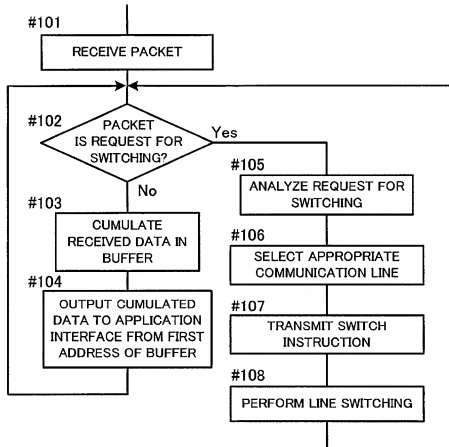 #101
RECEIVE PACKET
#102
PACKET
IS REQUEST FOR
SWITCHING?
Yes
No
#103
CUMULATE
RECEIVED DATA IN
BUFFER
#104
OUTPUT CUMULATED
DATA TO APPLICATION
INTERFACE FROM FIRST
ADDRESS OF BUFFER
#105
ANALYZE REQUEST FOR
SWITCHING
#106
SELECT APPROPRIATE
COMMUNICATION LINE
#107
TRANSMIT SWITCH
INSTRUCTION
#108
PERFORM LINE SWITCHING